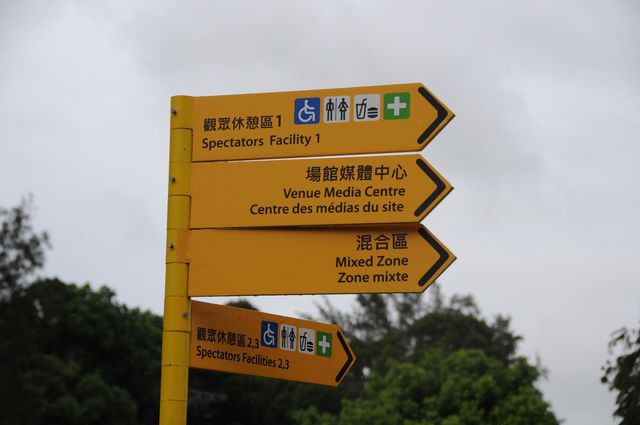 觀眾休憩區1
Spectators Facility 1
場館媒體中心
Venue Media Centre
Centre des médias du site
混合區
Mixed Zone
Zone mixte
觀眾休憩區2,3
Spectators Facilities 2,3